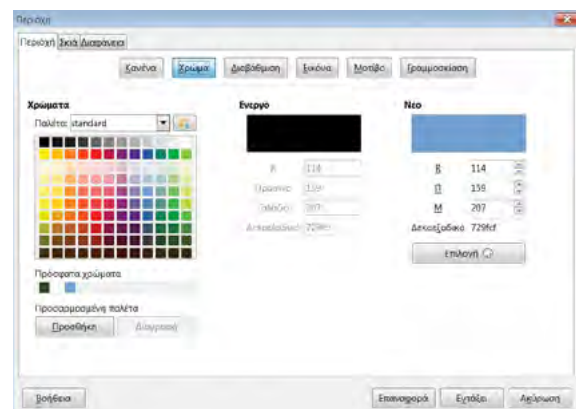 Περιοχή
Περιοχή Σκιά Διαφάνεια
Κανένα Χρώμα Διαβάθμιση Εικόνα Μοτίβο Γραμμοσκίαση
Χρώματα Ενεργό Νέο
Παλέτα: standard
R 114 R 114
Πράσινο 159 Π 159
207 Μ 207
Δεκαεξαδικό 729fcf Δεκαεξαδικό 729fcf
Επιλογή
Πρόσφατα χρώματα
Προσαρμοσμένη παλέτα
Προσθήκη Διαγραφή
Βοήθεια Επαναφορά Εντάξει Ακύρωση